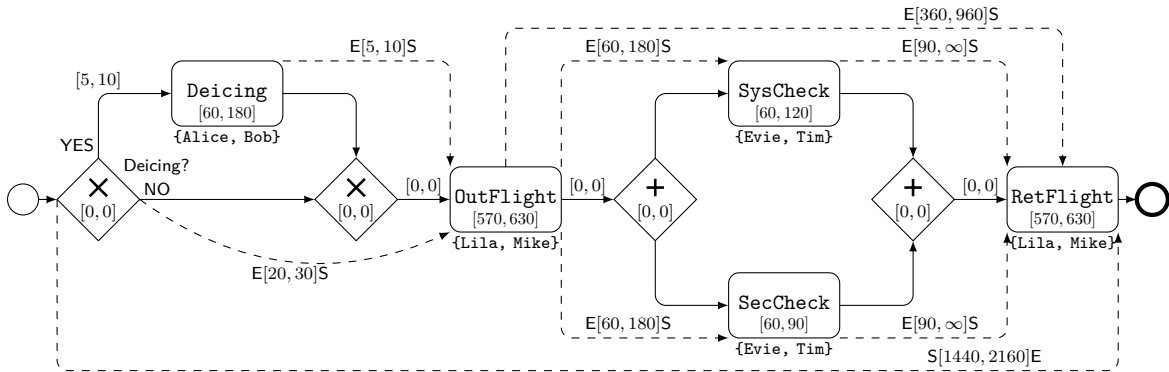 E[360, 960]S
E[5, 10]S
E[60, 180]S
E[90, ∞]S
[5, 10]
Deicing
[60, 180]
{Alice, Bob}
SysCheck
[60, 120]
{Evie, Tim}
YES
Deicing?
NO
[0, 0]
[0, 0]
[0, 0]
OutFlight
[570, 630]
{Lila, Mike}
[0, 0]
[0, 0]
[0, 0]
[0, 0]
RetFlight
[570, 630]
{Lila, Mike}
E[20, 30]S
SecCheck
[60, 90]
{Evie, Tim}
E[60, 180]S
E[90, ∞]S
S[1440, 2160]E